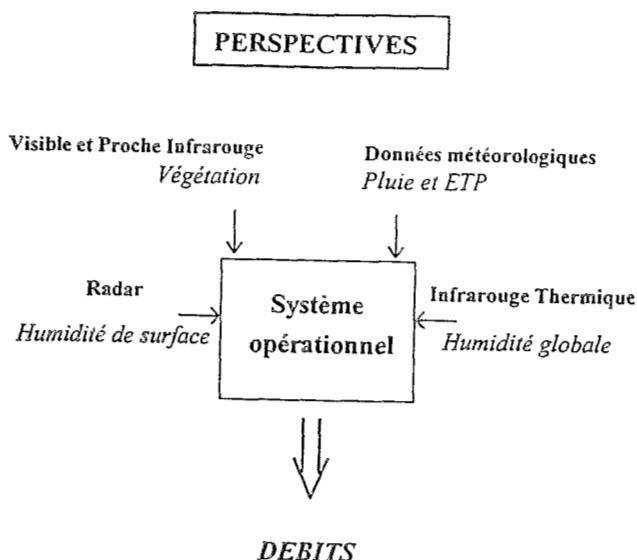 PERSPECTIVES
Visible et Proche Infrarouge
Végétation
Données météorologiques
Pluie et ETP
Radar
Humidité de surface
Système
opérationnel
Infrarouge Thermique
Humidité globale
DEBITS